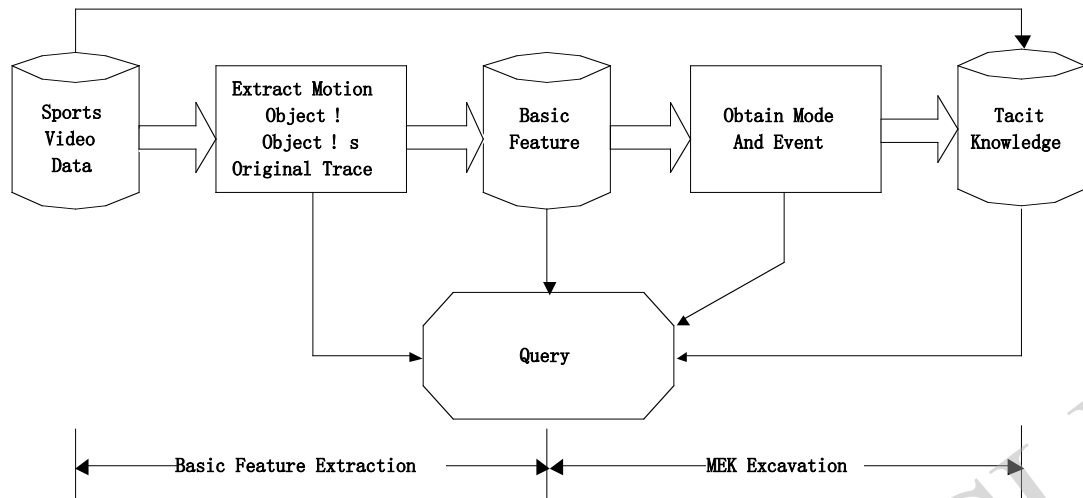 Sports
Video
Data
Extract Motion
Object !
Object ! s
Original Trace
Basic
Feature
Obtain Mode
And Event
Tacit
Knowledge
Query
Basic Feature Extraction
MEK Excavation